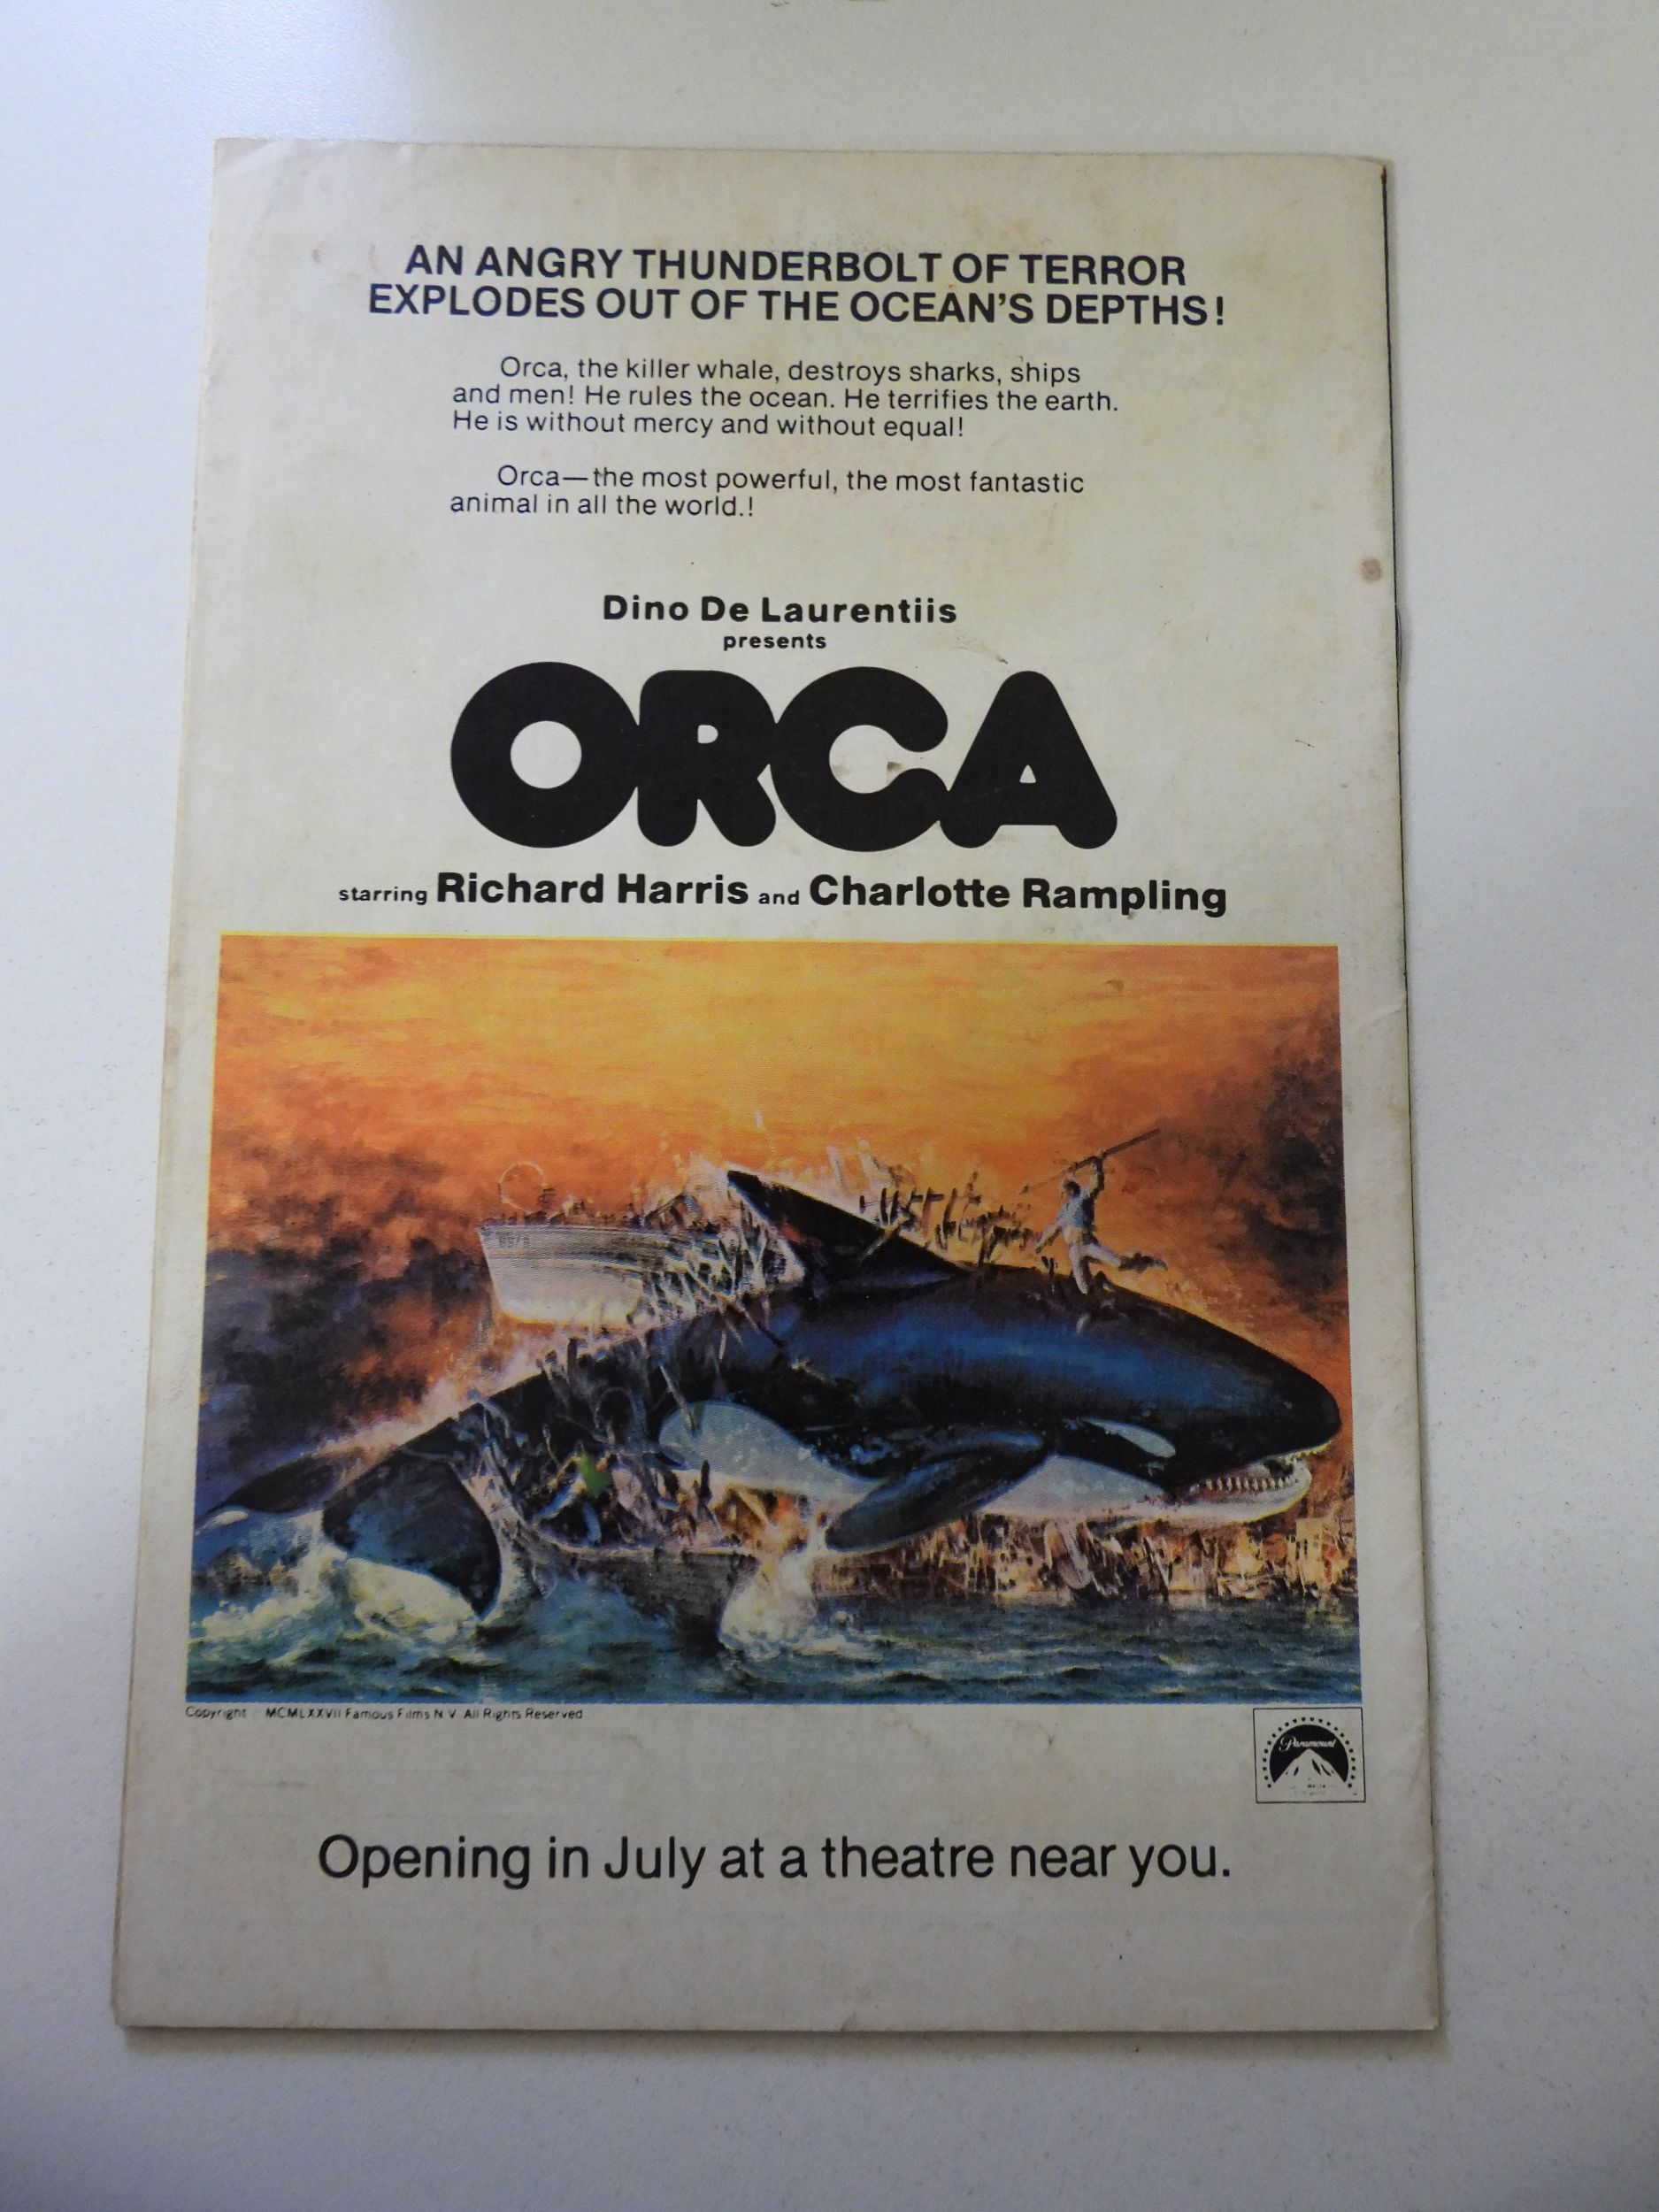 AN ANGRY THUNDERBOLT OF TERROR
EXPLODES OUT OF THE OCEAN'S DEPTHS!
Orca, the killer whale, destroys sharks, ships
and men! He rules the ocean. He terrifies the earth.
He is without mercy and without equal!
Orca—the most powerful, the most fantastic
animal in all the world.!
Dino De Laurentiis
presents
ORCA
starring Richard Harris and Charlotte Rampling
Copyright MCMLXXVII Famous Films N V All Rights Reserved
Paramount
Opening in July at a theatre near you.